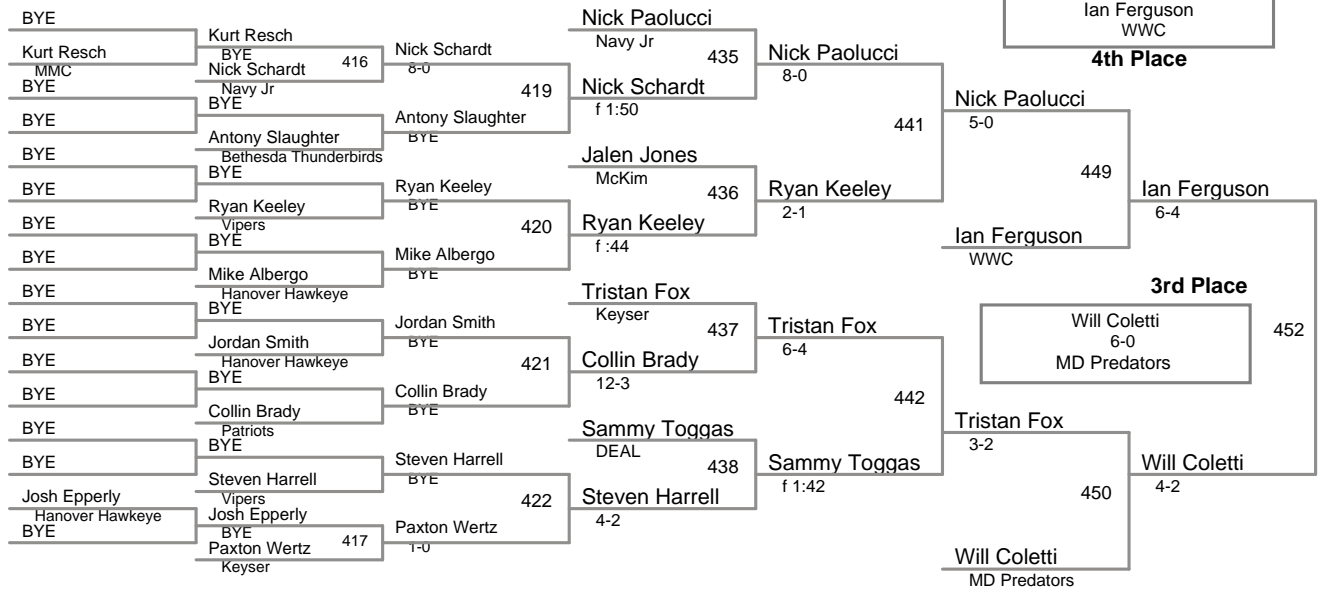 BYE
Kurt Resch
MMC
BYE
BYE
BYE
BYE
BYE
BYE
BYE
BYE
BYE
BYE
BYE
BYE
Josh Epperly
Hanover Hawkeye
BYE
Kurt Resch
BYE
416
Nick Schardt
Navy Jr
BYE
Antony Slaughter
Bethesda Thunderbirds
BYE
Ryan Keeley
Vipers
BYE
Mike Albergo
Hanover Hawkeye
BYE
Jordan Smith
Hanover Hawkeye
BYE
Collin Brady
Patriots
BYE
Steven Harrell
Vipers
Josh Epperly
BYE
417
Paxton Wertz
Keyser
Nick Schardt
8-0
419
Antony Slaughter
BYE
Ryan Keeley
BYE
420
Mike Albergo
BYE
Jordan Smith
BYE
421
Collin Brady
BYE
Steven Harrell
BYE
422
Paxton Wertz
1-0
Nick Paolucci
Navy Jr
435
Nick Schardt
f 1:50
Jalen Jones
McKim
436
Ryan Keeley
f :44
Tristan Fox
Keyser
437
Collin Brady
12-3
Sammy Toggas
DEAL
438
Steven Harrell
4-2
Nick Paolucci
8-0
441
Ryan Keeley
2-1
Tristan Fox
6-4
442
Sammy Toggas
f 1:42
Ian Ferguson
WWC
4th Place
Nick Paolucci
5-0
449
Ian Ferguson
WWC
3rd Place
Will Coletti
6-0
MD Predators
Tristan Fox
3-2
450
Will Coletti
MD Predators
Ian Ferguson
6-4
452
Will Coletti
4-2